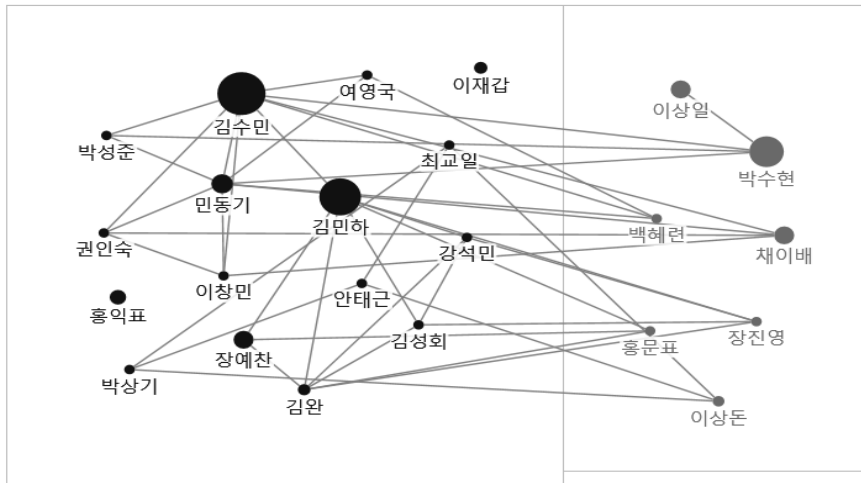 이재갑
여영국
이상일
김수민
박성준
최교일
박수현
민동기
김민하
백혜련
권인숙
강석민
채이배
이창민
안태근
홍익표
김성회
장진영
장예찬
홍문표
박상기
김완
이상돈